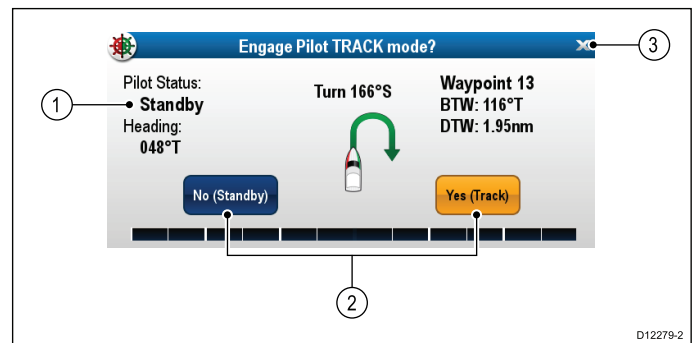 Engage Pilot TRACK mode?
X
3
Pilot Status:
Standby
Heading:
048°T
1
Turn 166°S
Waypoint 13
BTW: 116°T
DTW: 1.95nm
No (Standby)
Yes (Track)
2
D12279-2